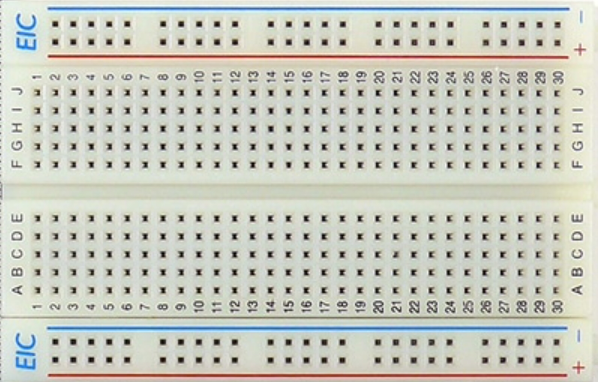 EIC −
+
1 2 3 4 5 6 7 8 9 10 11 12 13 14 15 16 17 18 19 20 21 22 23 24 25 26 27 28 29 30
J J
I I
H H
G G
F F
E E
D D
C C
B B
A A
1 2 3 4 5 6 7 8 9 10 11 12 13 14 15 16 17 18 19 20 21 22 23 24 25 26 27 28 29 30
EIC −
+